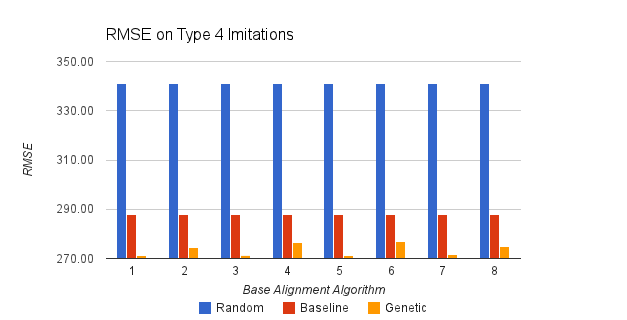 RMSE on Type 4 Imitations
350.00
330.00
310.00
290.00
270.00
RMSE
1 2 3 4 5 6 7 8
Base Alignment Algorithm
Random Baseline Genetic